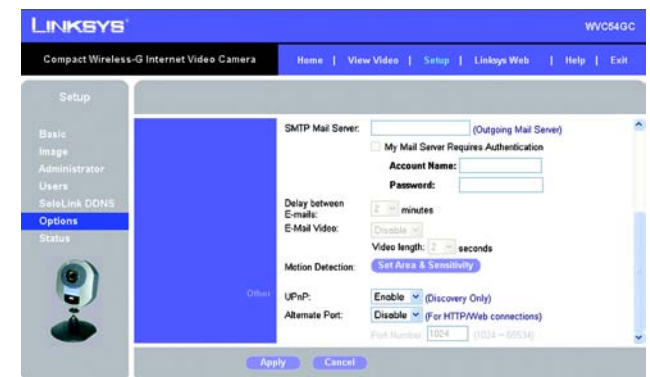 LINKSYS
WVC54GC
Compact Wireless-G Internet Video Camera
Home | View Video | Setup | Linksys Web | Help | Exit
Setup
Basic
Image
Administrator
Users
SoloLink DDNS
Options
Status
SMTP Mail Server: (Outgoing Mail Server)
My Mail Server Requires Authentication
Account Name:
Password:
Delay between
E-mails: 2 minutes
E-Mail Video: Disable
Video length: 2 seconds
Motion Detection: Set Area & Sensitivity
Other
UPnP: Enable (Discovery Only)
Alternate Port: Disable (For HTTP/Web connections)
Port Number 1024 (1024 ~ 65534)
Apply Cancel